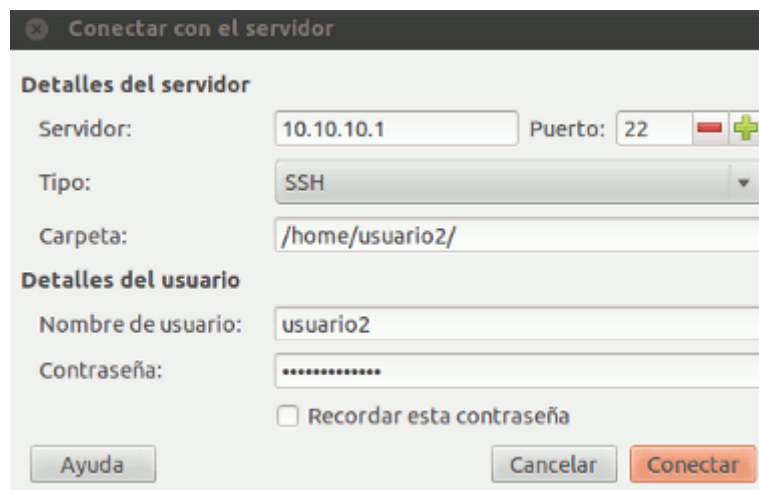 Conectar con el servidor
Detalles del servidor
Servidor: 10.10.10.1 Puerto: 22
Tipo: SSH
Carpeta: /home/usuario2/
Detalles del usuario
Nombre de usuario: usuario2
Contraseña: •••••••••••••
Recordar esta contraseña
Ayuda Cancelar Conectar